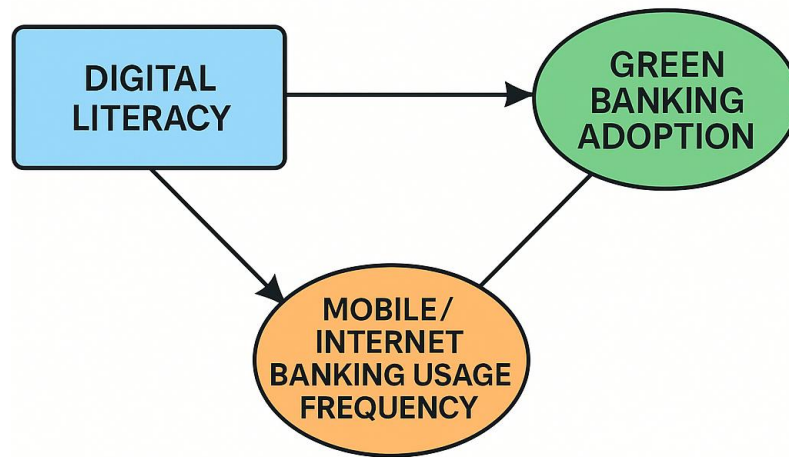 DIGITAL
LITERACY
GREEN
BANKING
ADOPTION
MOBILE/
INTERNET
BANKING USAGE
FREQUENCY